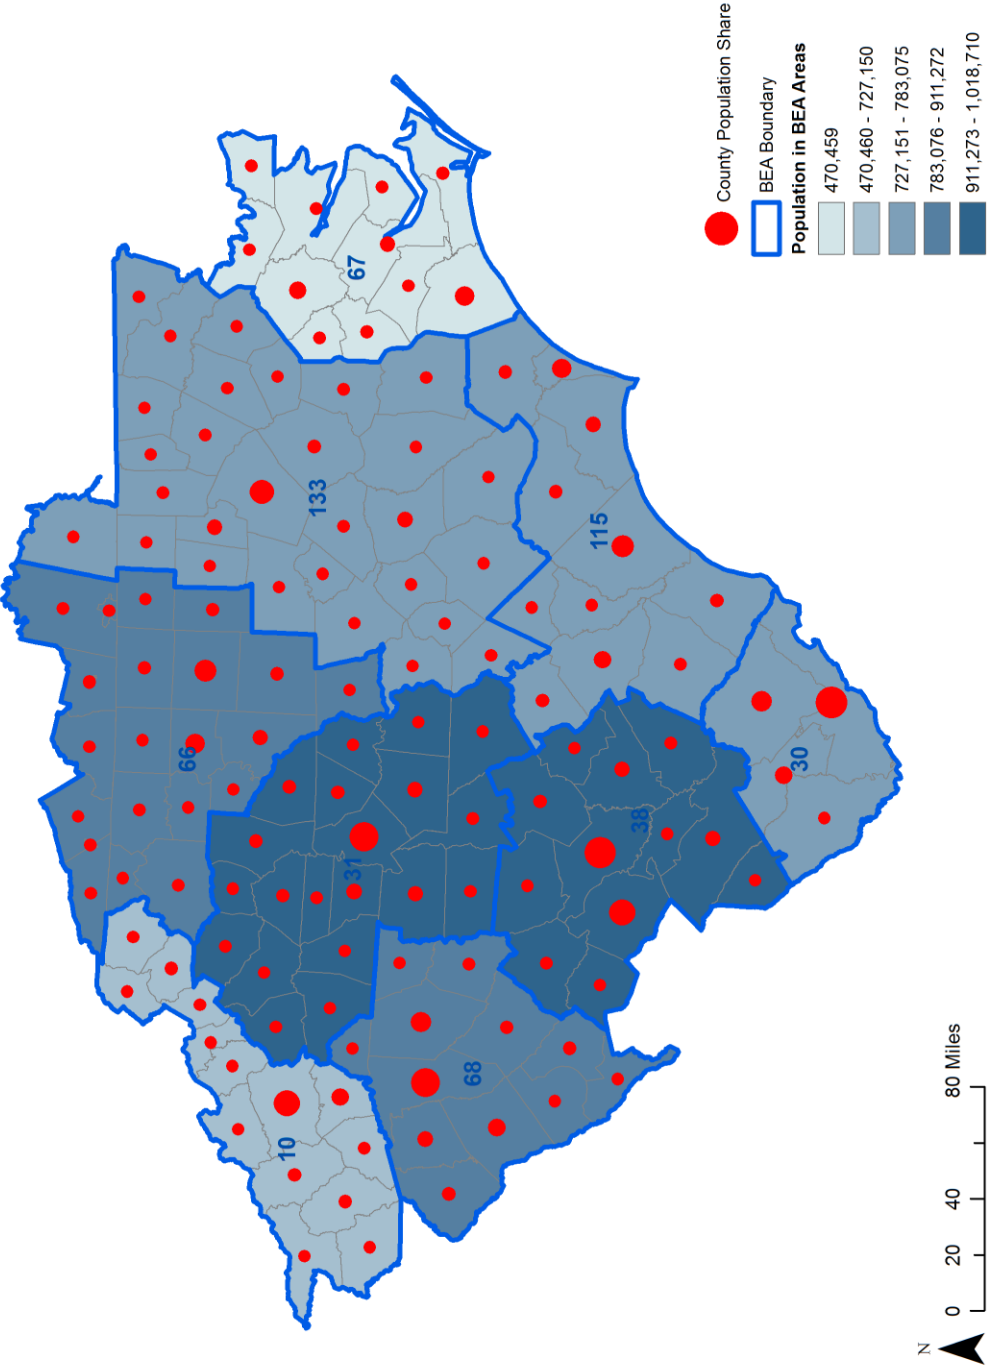 County Population Share
BEA Boundary
Population in BEA Areas
470,459
470,460 - 727,150
727,151 - 783,075
783,076 - 911,272
911,273 - 1,018,710
67
133
115
66
31
38
30
10
68
N
0 20 40 80 Miles